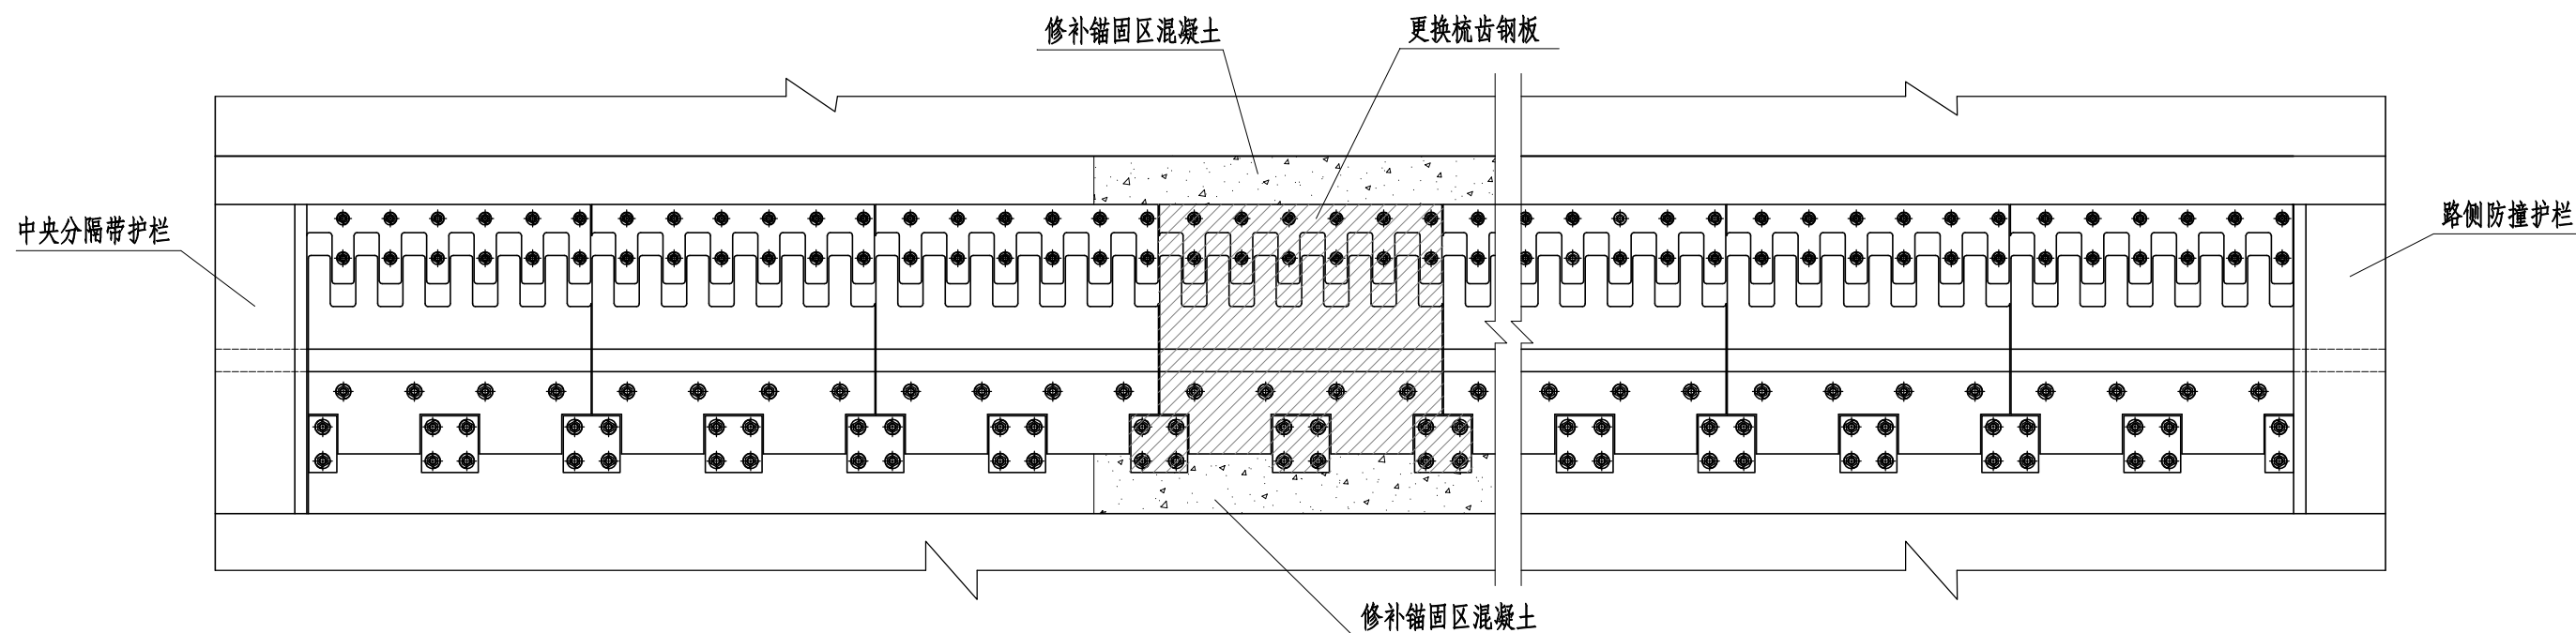 修补锚固区混凝土
更换梳齿钢板
中央分隔带护栏
路侧防撞护栏
修补锚固区混凝土